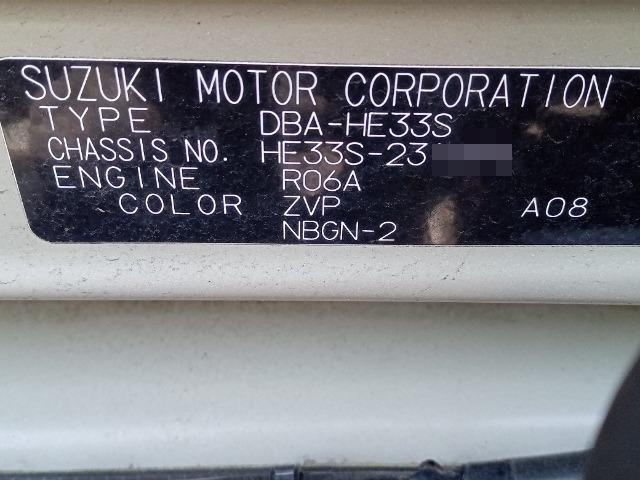 SUZUKI MOTOR CORPORATION
TYPE DBA-HE33S
CHASSIS NO. HE33S-23
ENGINE R06A
COLOR ZVP A08
NBGN-2